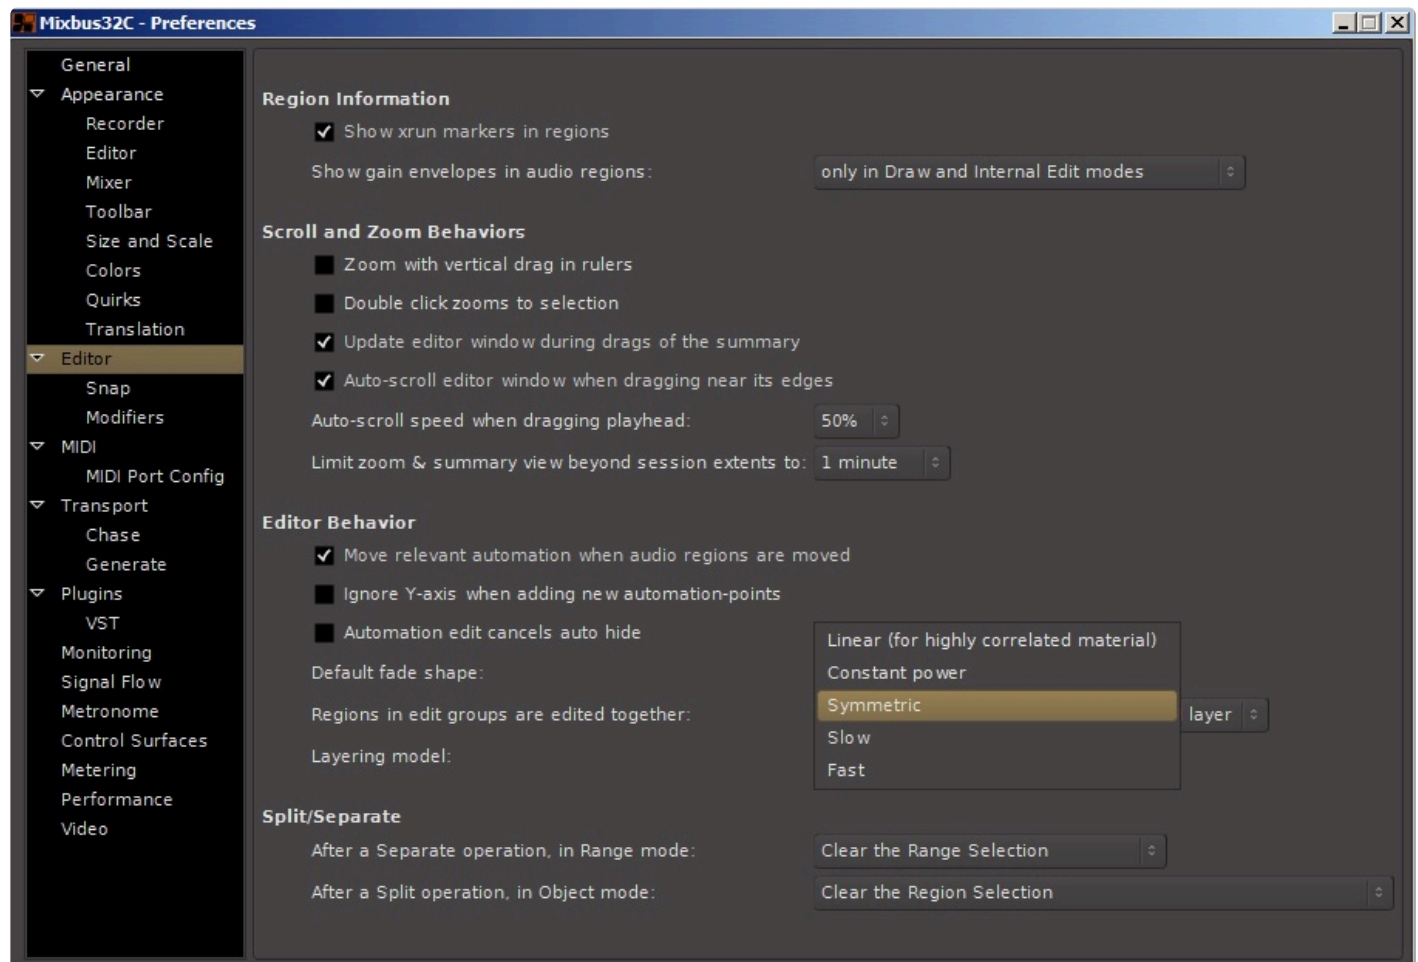 Mixbus32C - Preferences
General
Appearance
Recorder
Editor
Mixer
Toolbar
Size and Scale
Colors
Quirks
Translation
Editor
Snap
Modifiers
MIDI
MIDI Port Config
Transport
Chase
Generate
Plugins
VST
Monitoring
Signal Flow
Metronome
Control Surfaces
Metering
Performance
Video
Region Information
Show xrun markers in regions
Show gain envelopes in audio regions: only in Draw and Internal Edit modes
Scroll and Zoom Behaviors
Zoom with vertical drag in rulers
Double click zooms to selection
Update editor window during drags of the summary
Auto-scroll editor window when dragging near its edges
Auto-scroll speed when dragging playhead: 50%
Limit zoom & summary view beyond session extents to: 1 minute
Editor Behavior
Move relevant automation when audio regions are moved
Ignore Y-axis when adding new automation-points
Automation edit cancels auto hide
Default fade shape:
Regions in edit groups are edited together: layer
Layering model:
Linear (for highly correlated material)
Constant power
Symmetric
Slow
Fast
Split/Separate
After a Separate operation, in Range mode: Clear the Range Selection
After a Split operation, in Object mode: Clear the Region Selection